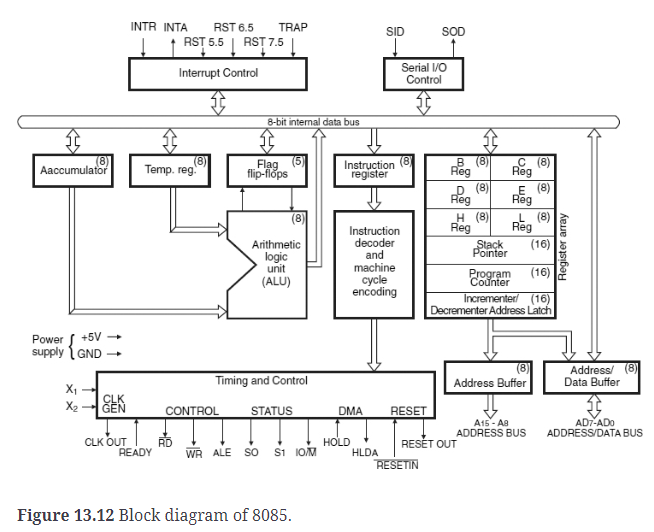 INTR INTA RST 6.5 TRAP
RST 5.5 RST 7.5
SID SOD
Interrupt Control
Serial I/O
Control
8-bit internal data bus
(8)
Aaccumulator
(8)
Temp. reg.
Flag (5)
flip-flops
Instruction (8)
register
B (8)
Reg
C (8)
Reg
D (8)
Reg
E (8)
Reg
H (8)
Reg
L (8)
Reg
Stack (16)
Pointer
Program (16)
Counter
Incrementer/ (16)
Decrementer Address Latch
Register array
(8)
Arithmetic
logic
unit
(ALU)
Instruction
decoder
and
machine
cycle
encoding
Power +5V
supply GND
Timing and Control
X1
X2
CLK
GEN
CONTROL STATUS DMA RESET
CLK OUT
READY
R̅D̅
W̅R̅
ALE
SO
S1
IO/M̅
HOLD
HLDA
R̅E̅S̅E̅T̅I̅N̅
RESET OUT
(8)
Address Buffer
Address/ (8)
Data Buffer
A15 - A8
ADDRESS BUS
AD7-AD0
ADDRESS/DATA BUS
Figure 13.12 Block diagram of 8085.